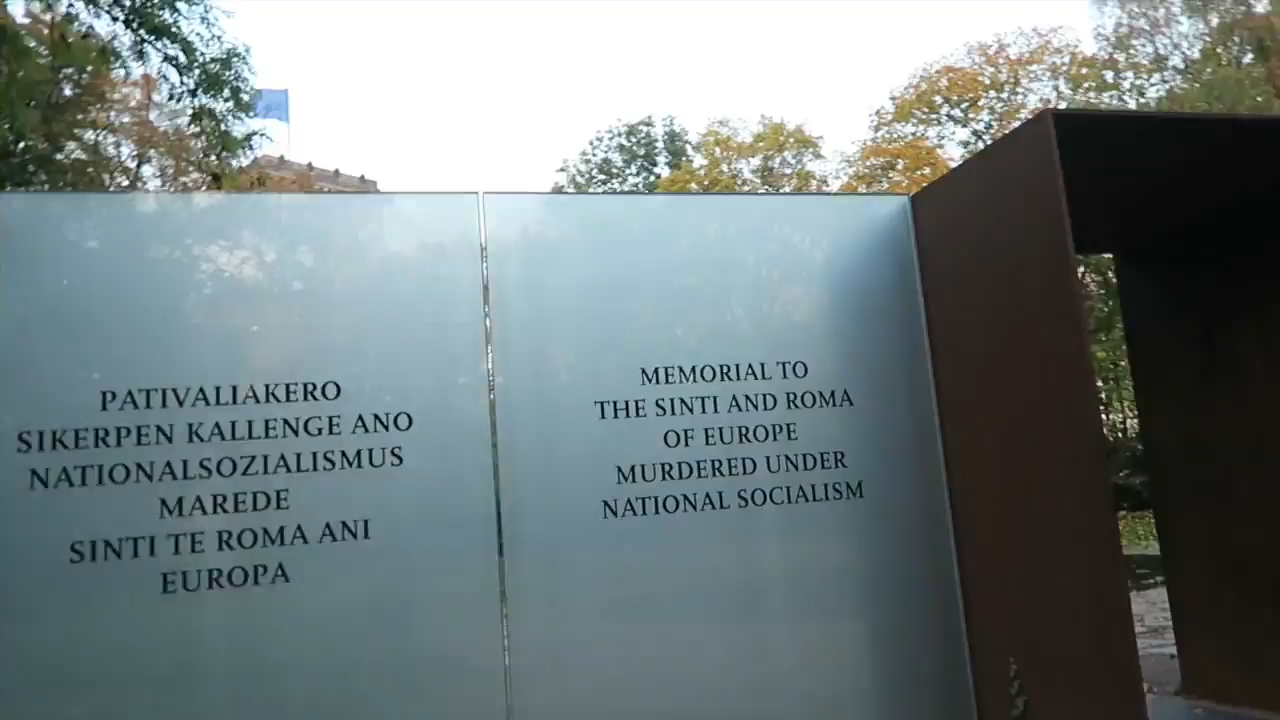 PATIVALIAKERO
SIKERPEN KALLENGE ANO
NATIONALSOZIALISMUS
MAREDE
SINTI TE ROMA ANI
EUROPA
MEMORIAL TO
THE SINTI AND ROMA
OF EUROPE
MURDERED UNDER
NATIONAL SOCIALISM